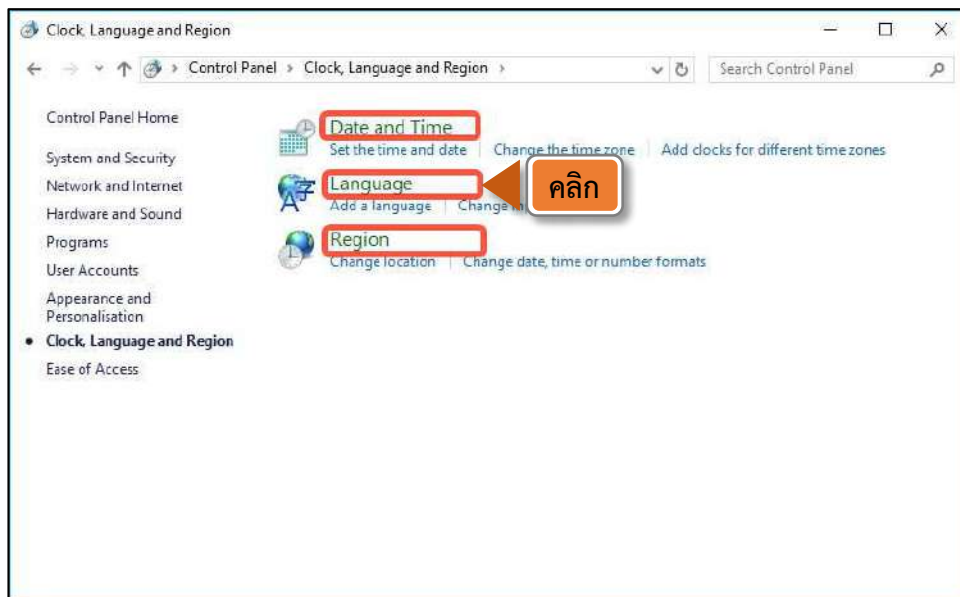 Clock, Language and Region
Control Panel > Clock, Language and Region >
Search Control Panel
Control Panel Home
System and Security
Network and Internet
Hardware and Sound
Programs
User Accounts
Appearance and
Personalisation
Clock, Language and Region
Ease of Access
Date and Time
Set the time and date Change the time zone Add clocks for different time zones
Language
Add a language Change
คลิก
Region
Change location Change date, time or number formats